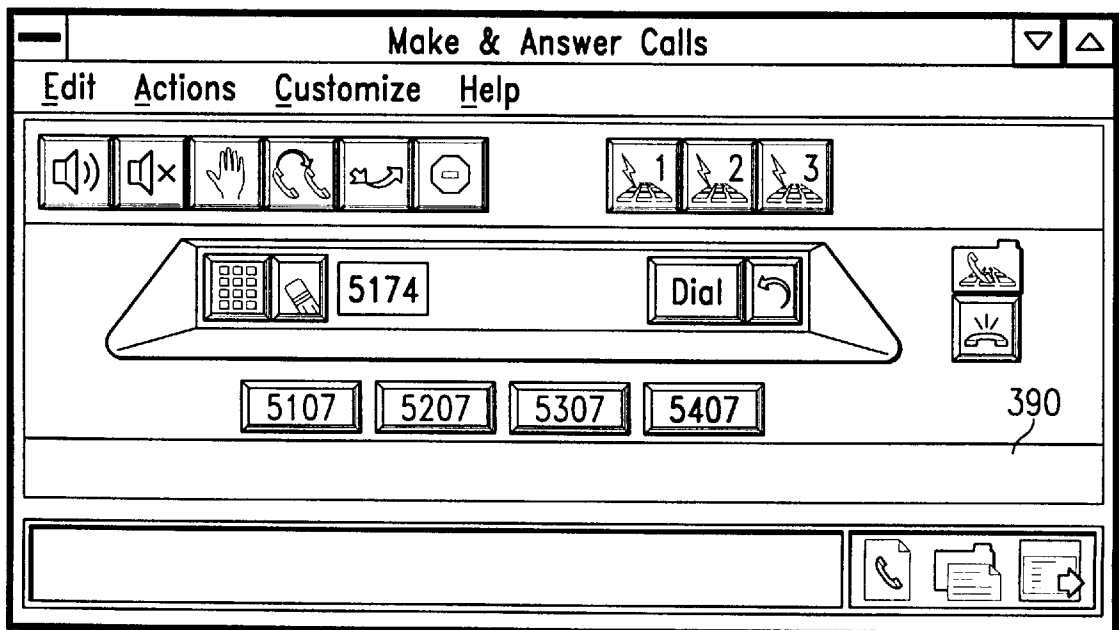 Make & Answer Calls
Edit Actions Customize Help
1 2 3
5174 Dial
5107 5207 5307 5407
390